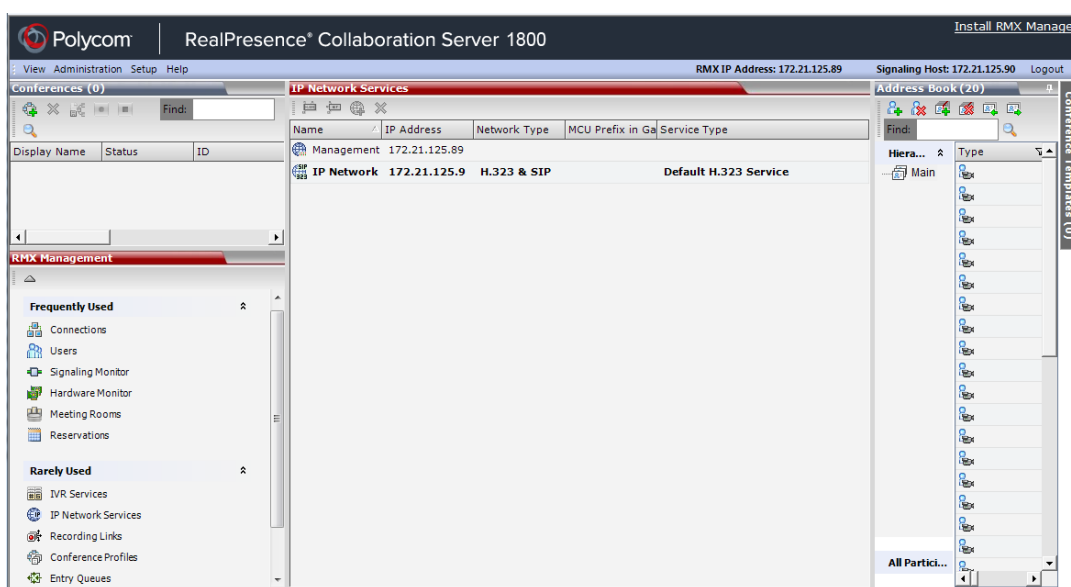 Polycom RealPresence® Collaboration Server 1800
Install RMX Manage
View Administration Setup Help
RMX IP Address: 172.21.125.89
Signaling Host: 172.21.125.90
Logout
Conferences (0)
Find:
Display Name Status ID
RMX Management
Frequently Used
Connections
Users
Signaling Monitor
Hardware Monitor
Meeting Rooms
Reservations
Rarely Used
IVR Services
IP Network Services
Recording Links
Conference Profiles
Entry Queues
IP Network Services
Name IP Address Network Type MCU Prefix in Ga Service Type
Management 172.21.125.89
IP Network 172.21.125.9 H.323 & SIP Default H.323 Service
Address Book (20)
Find:
Hiera... Type
Main
All Partici...
Conference Templates (0)